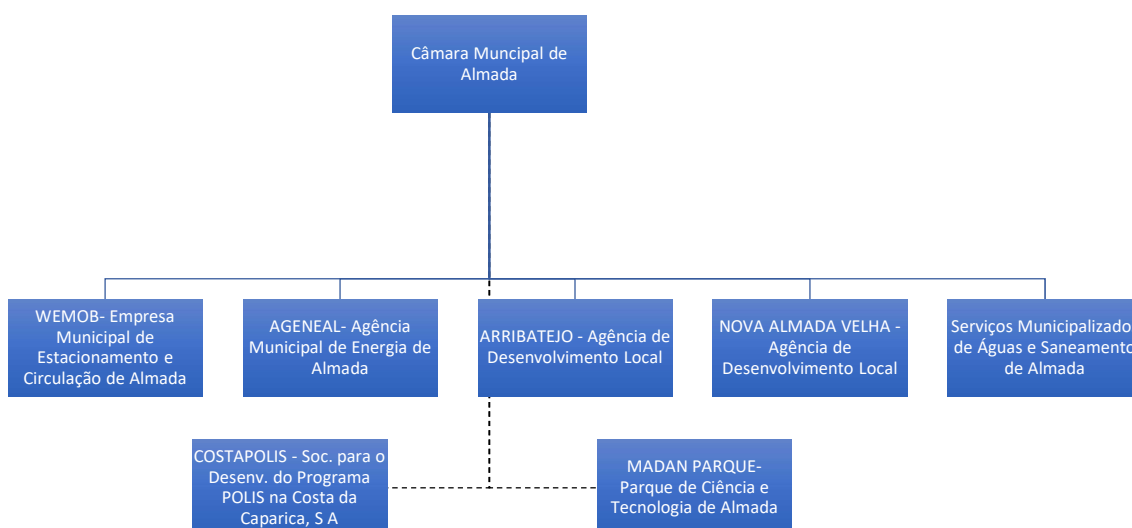 Câmara Muncipal de
Almada
WEMOB- Empresa
Municipal de
Estacionamento e
Circulação de Almada
AGENEAL- Agência
Municipal de Energia de
Almada
ARRIBATEJO - Agência de
Desenvolvimento Local
NOVA ALMADA VELHA -
Agência de
Desenvolvimento Local
Serviços Municipalizado
de Águas e Saneamento
de Almada
COSTAPOLIS - Soc. para o
Desenv. do Programa
POLIS na Costa da
Caparica, S A
MADAN PARQUE-
Parque de Ciência e
Tecnologia de Almada